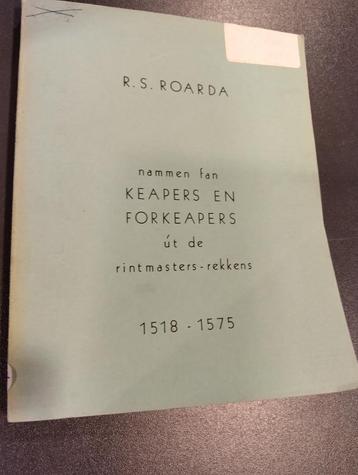 R.S. ROARDA
nammen fan
KEAPERS EN
FORKEAPERS
út de
rintmasters-rekkens
1518 - 1575